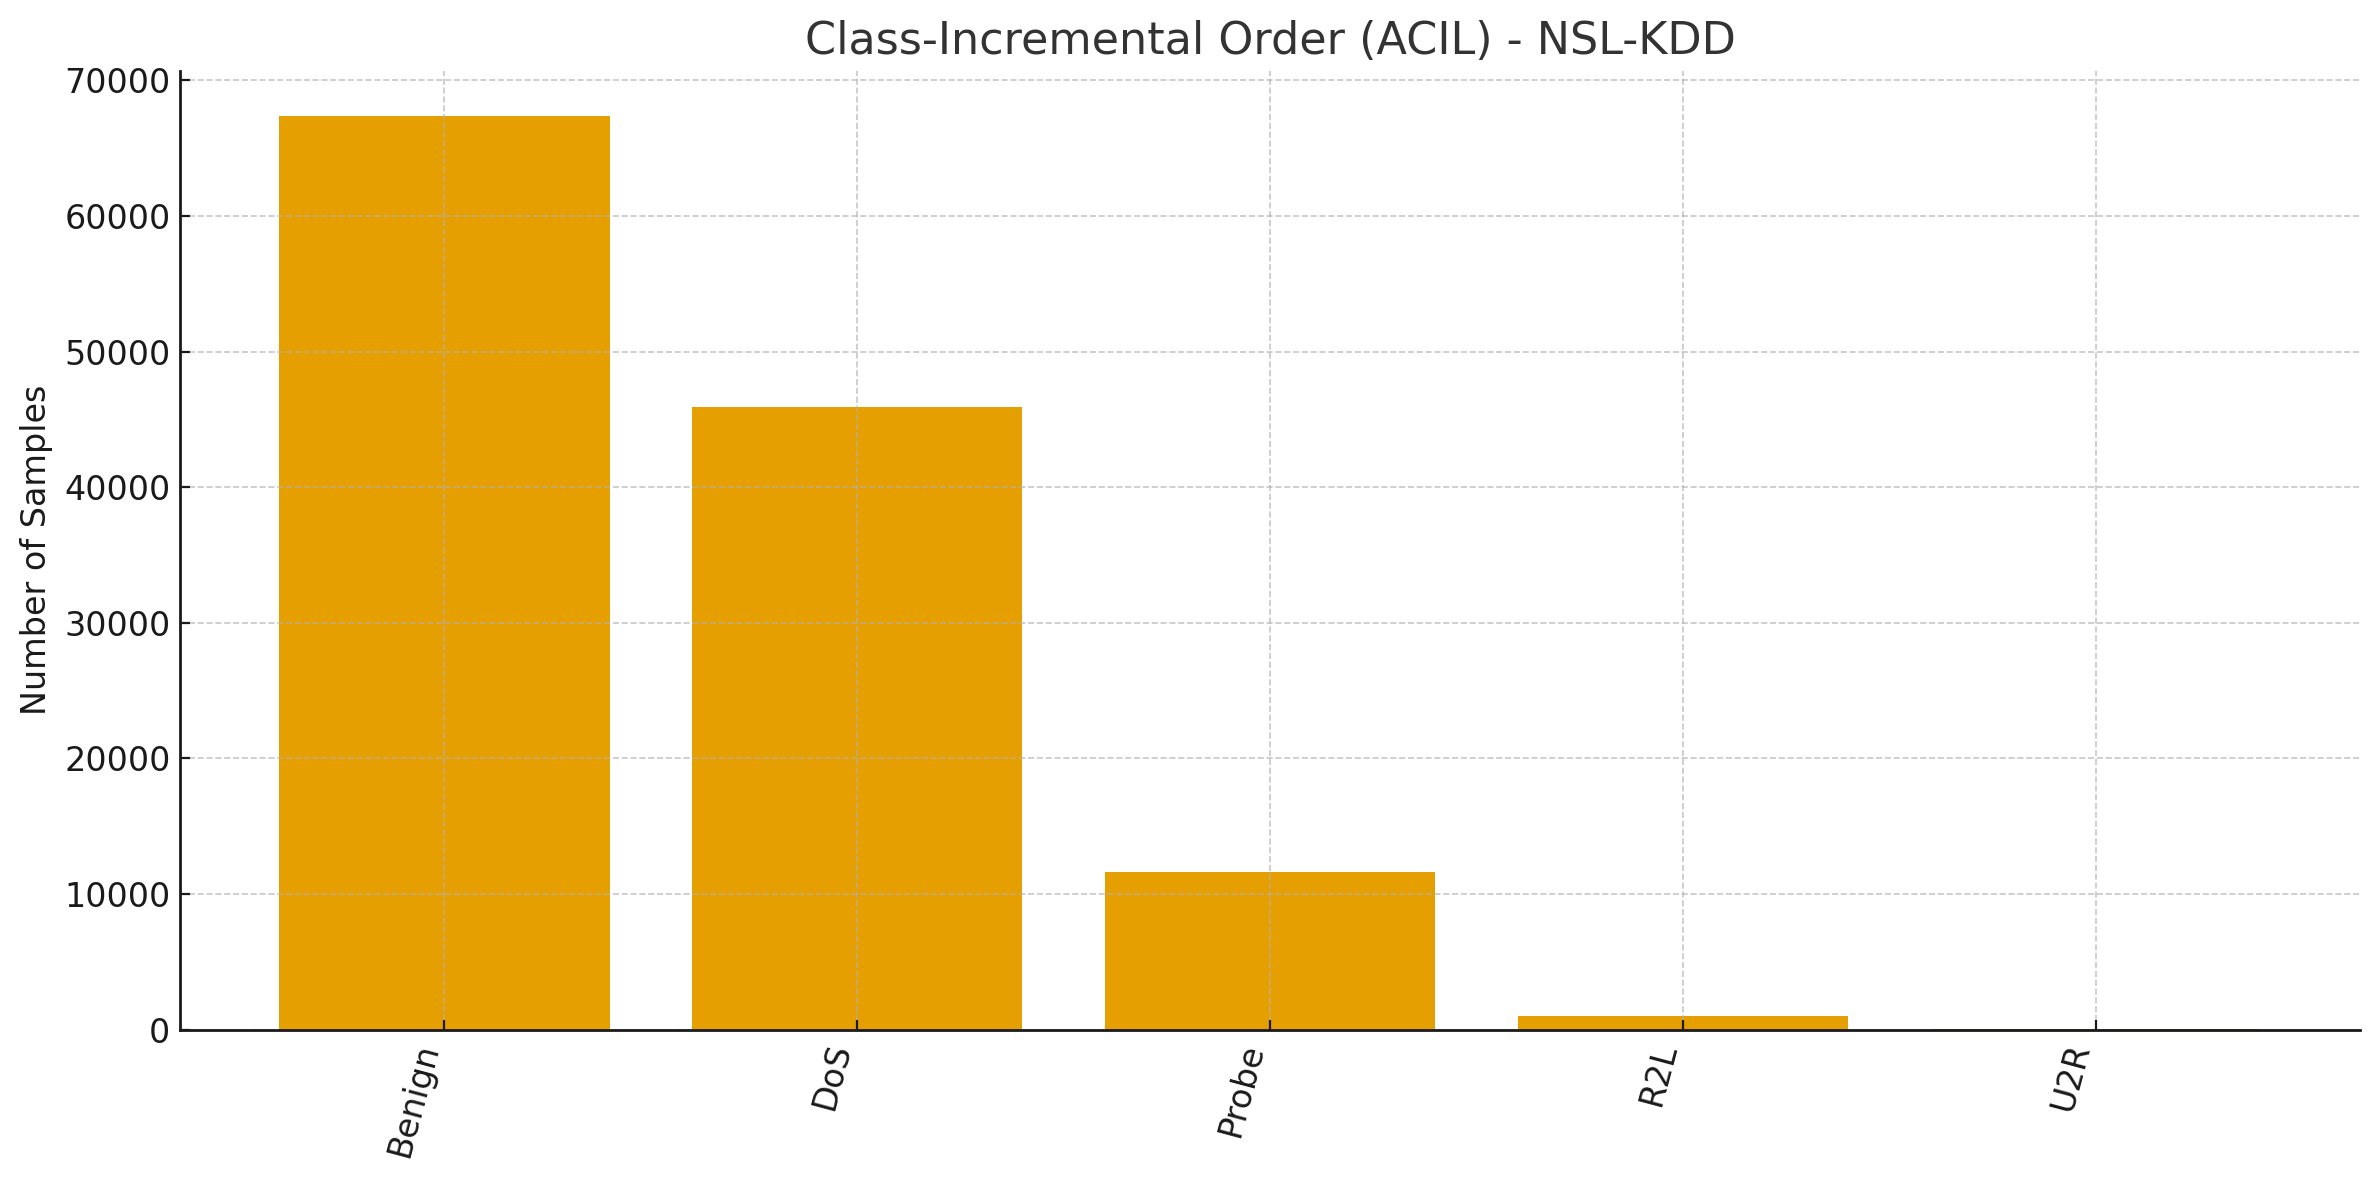 Class-Incremental Order (ACIL) - NSL-KDD
Number of Samples
70000
60000
50000
40000
30000
20000
10000
0
Benign
DoS
Probe
R2L
U2R